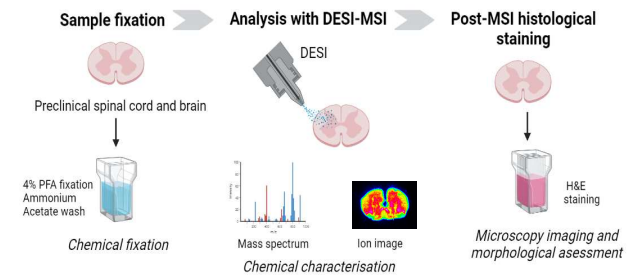 Sample fixation
Analysis with DESI-MSI
Post-MSI histological
staining
DESI
Preclinical spinal cord and brain
4% PFA fixation
Ammonium
Acetate wash
H&E
staining
Mass spectrum
Ion image
Chemical fixation
Chemical characterisation
Microscopy imaging and
morphological asessment